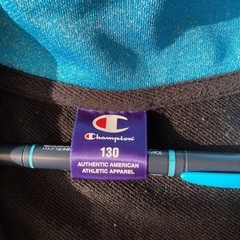 Champion
130
AUTHENTIC AMERICAN
ATHLETIC APPAREL